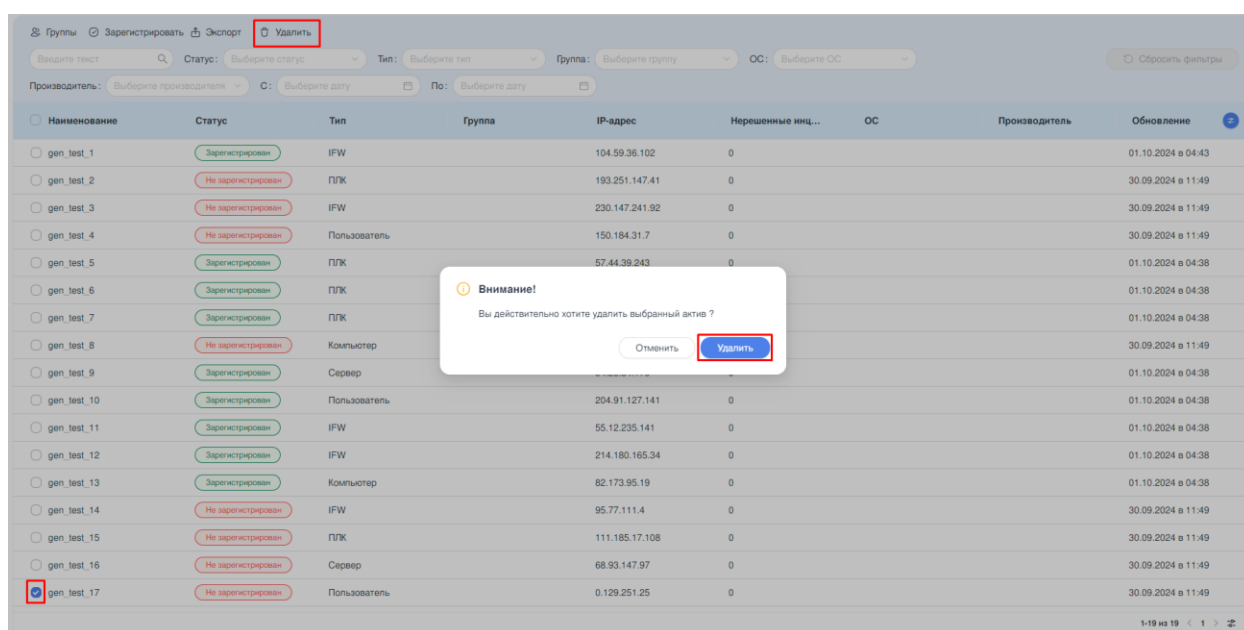 Группы Зарегистрировать Экспорт Удалить
Введите текст Статус: Выберите статус Тип: Выберите тип Группа: Выберите группу ОС: Выберите ОС Сбросить фильтры
Производитель: Выберите производителя С: Выберите дату По: Выберите дату
Наименование Статус Тип Группа IP-адрес Нерешенные инц... ОС Производитель Обновление
gen_test_1 Зарегистрирован IFW 104.59.36.102 0 01.10.2024 в 04:43
gen_test_2 Не зарегистрирован ПЛК 193.251.147.41 0 30.09.2024 в 11:49
gen_test_3 Не зарегистрирован IFW 230.147.241.92 0 30.09.2024 в 11:49
gen_test_4 Не зарегистрирован Пользователь 150.184.31.7 0 30.09.2024 в 11:49
gen_test_5 Зарегистрирован ПЛК 57.44.39.243 0 01.10.2024 в 04:38
gen_test_6 Зарегистрирован ПЛК 01.10.2024 в 04:38
Внимание!
gen_test_7 Зарегистрирован ПЛК 01.10.2024 в 04:38
Вы действительно хотите удалить выбранный актив ?
gen_test_8 Не зарегистрирован Компьютер 30.09.2024 в 11:49
Отменить Удалить
gen_test_9 Зарегистрирован Сервер 01.10.2024 в 04:38
gen_test_10 Зарегистрирован Пользователь 204.91.127.141 0 01.10.2024 в 04:38
gen_test_11 Зарегистрирован IFW 55.12.235.141 0 01.10.2024 в 04:38
gen_test_12 Зарегистрирован IFW 214.180.165.34 0 01.10.2024 в 04:38
gen_test_13 Зарегистрирован Компьютер 82.173.95.19 0 01.10.2024 в 04:38
gen_test_14 Не зарегистрирован IFW 95.77.111.4 0 30.09.2024 в 11:49
gen_test_15 Не зарегистрирован ПЛК 111.185.17.108 0 30.09.2024 в 11:49
gen_test_16 Не зарегистрирован Сервер 68.93.147.97 0 30.09.2024 в 11:49
gen_test_17 Не зарегистрирован Пользователь 0.129.251.25 0 30.09.2024 в 11:49
1-19 из 19 1